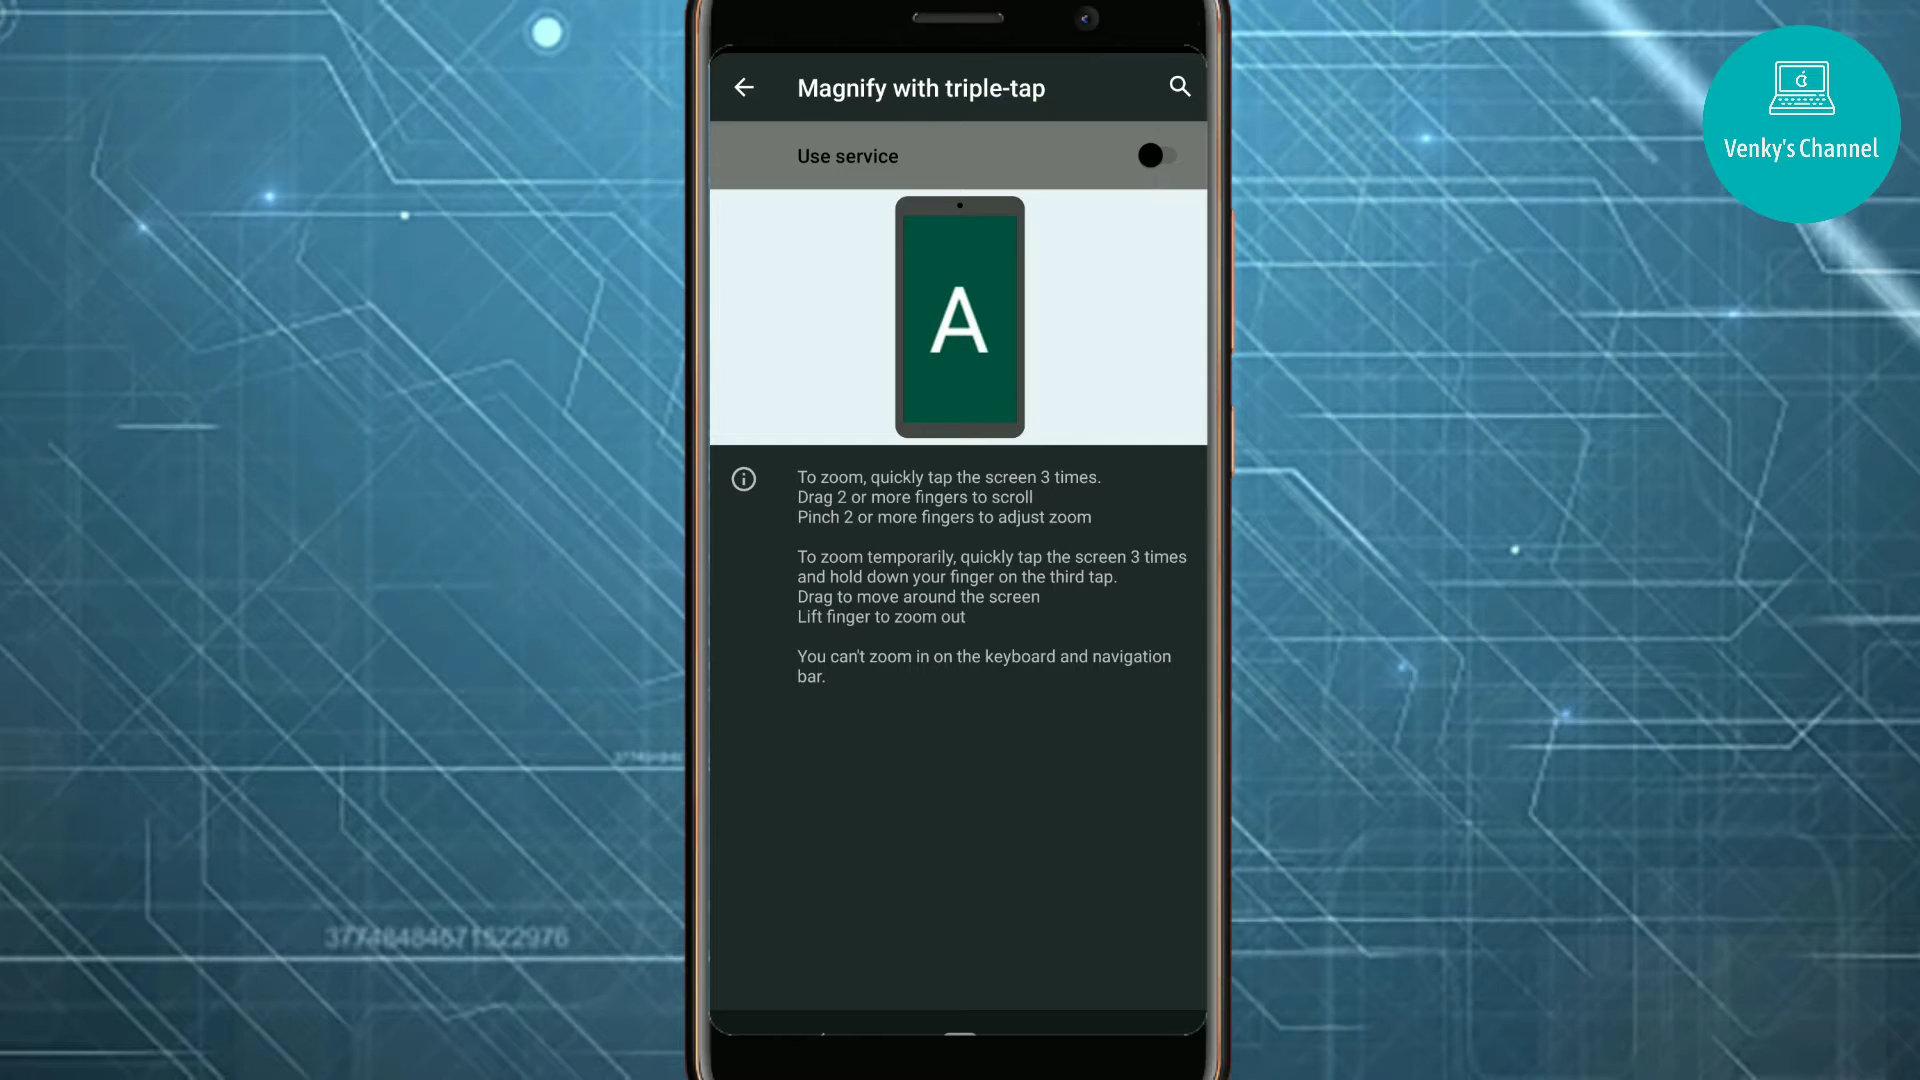 Magnify with triple-tap
Venky's Channel
Use service
A
To zoom, quickly tap the screen 3 times.
Drag 2 or more fingers to scroll
Pinch 2 or more fingers to adjust zoom
To zoom temporarily, quickly tap the screen 3 times
and hold down your finger on the third tap.
Drag to move around the screen
Lift finger to zoom out
You can't zoom in on the keyboard and navigation
bar.